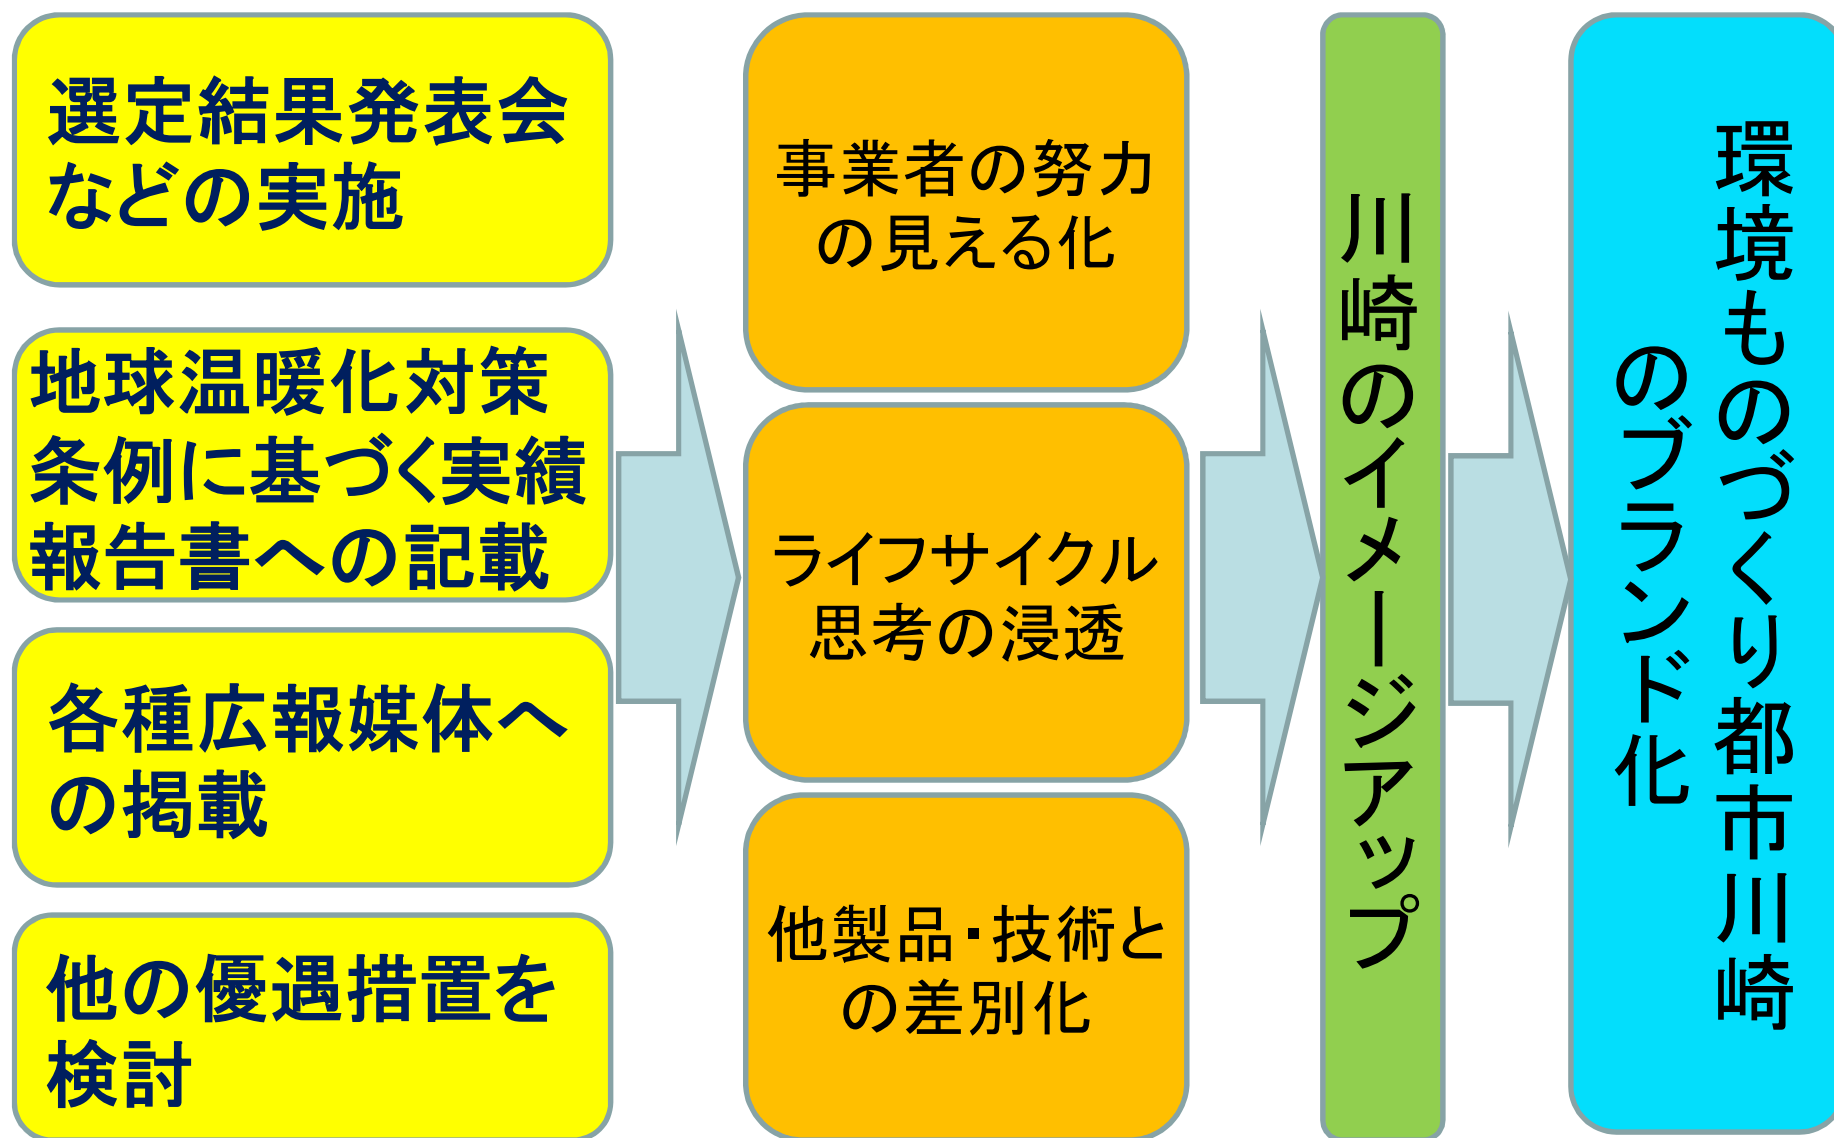 選定結果発表会
などの実施
地球温暖化対策
条例に基づく実績
報告書への記載
各種広報媒体へ
の掲載
他の優遇措置を
検討
事業者の努力
の見える化
ライフサイクル
思考の浸透
他製品・技術と
の差別化
川崎のイメージアップ
環境ものづくり都市川崎
のブランド化